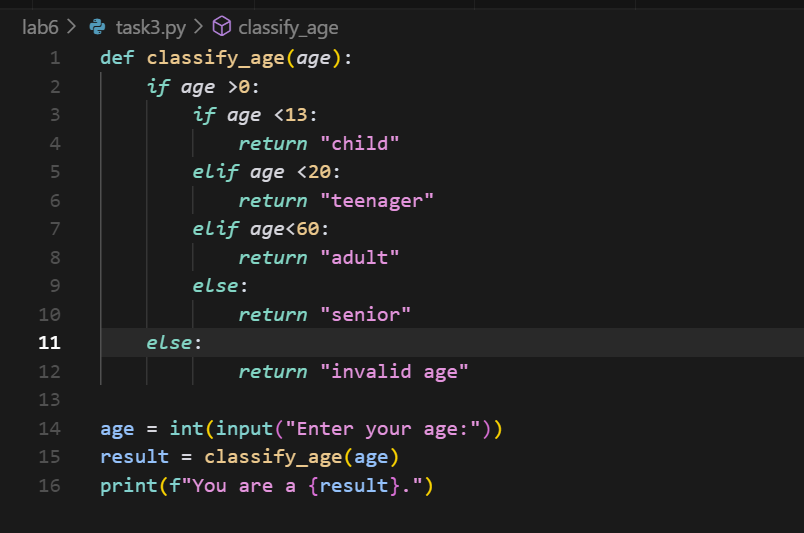 lab6 > task3.py > classify_age
1 def classify_age(age):
2     if age >0:
3         if age <13:
4             return "child"
5         elif age <20:
6             return "teenager"
7         elif age<60:
8             return "adult"
9         else:
10             return "senior"
11     else:
12             return "invalid age"
13
14 age = int(input("Enter your age:"))
15 result = classify_age(age)
16 print(f"You are a {result}.")